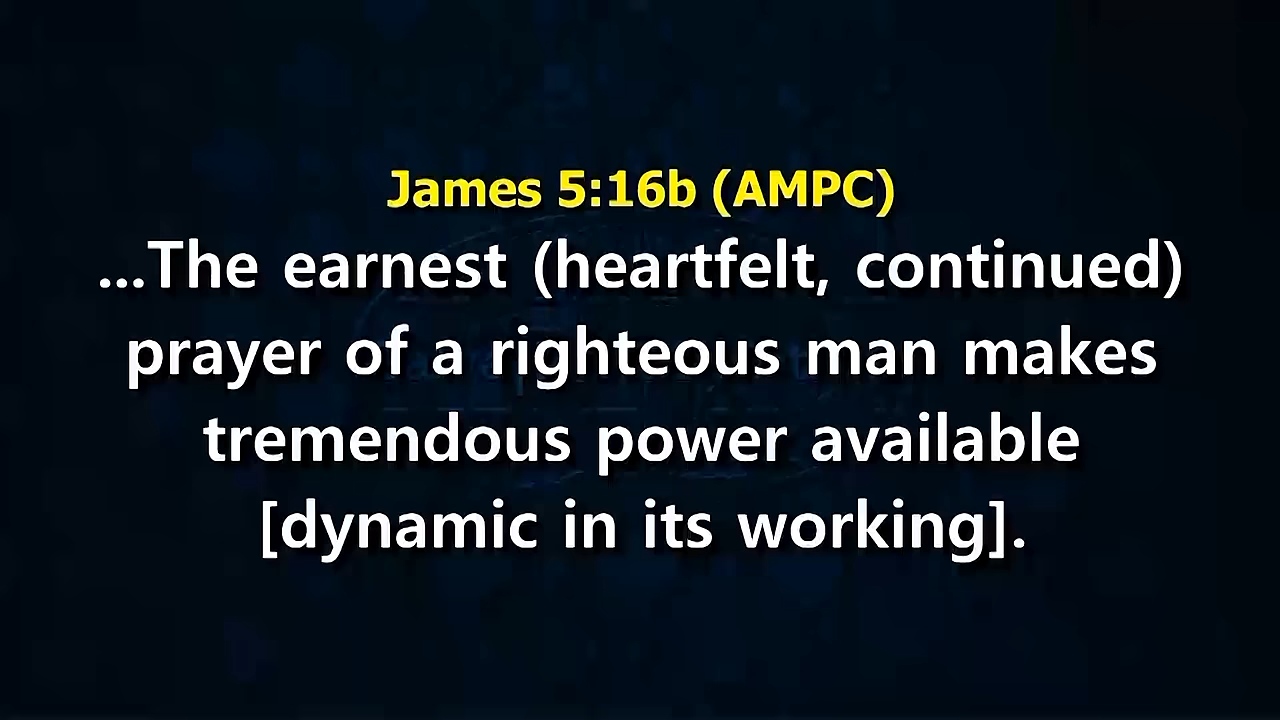 James 5:16b (AMPC)
...The earnest (heartfelt, continued)
prayer of a righteous man makes
tremendous power available
[dynamic in its working].